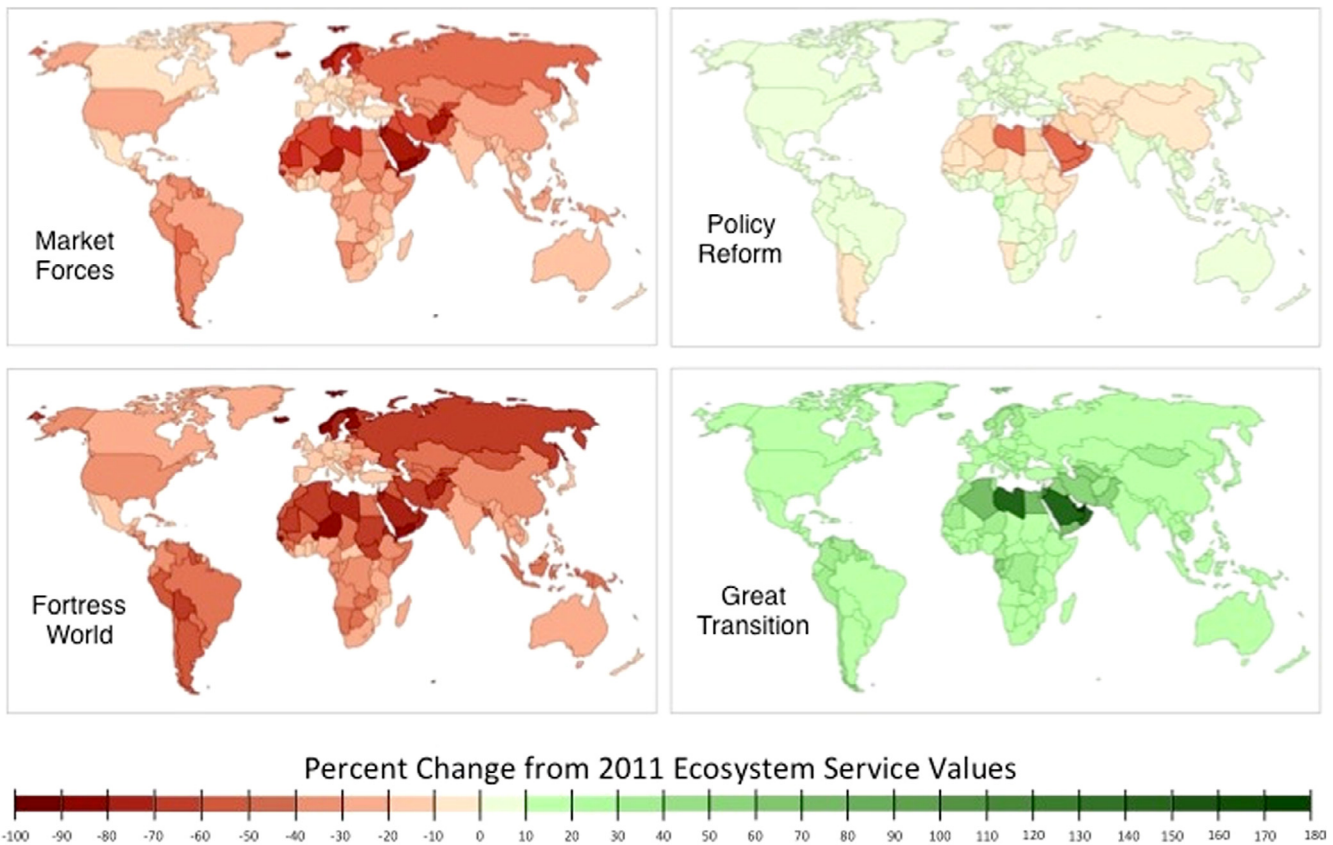 Market
Forces
Policy
Reform
Fortress
World
Great
Transition
Percent Change from 2011 Ecosystem Service Values
-100 -90 -80 -70 -60 -50 -40 -30 -20 -10 0 10 20 30 40 50 60 70 80 90 100 110 120 130 140 150 160 170 180